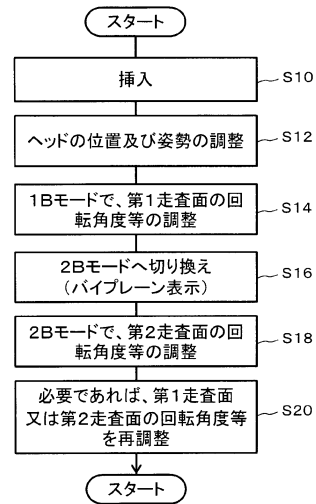 スタート
挿入
S10
ヘッドの位置及び姿勢の調整
S12
1Bモードで、第1走査面の回
転角度等の調整
S14
2Bモードへ切り換え
(バイプレーン表示)
S16
2Bモードで、第2走査面の回
転角度等の調整
S18
必要であれば、第1走査面
又は第2走査面の回転角度等
を再調整
S20
スタート